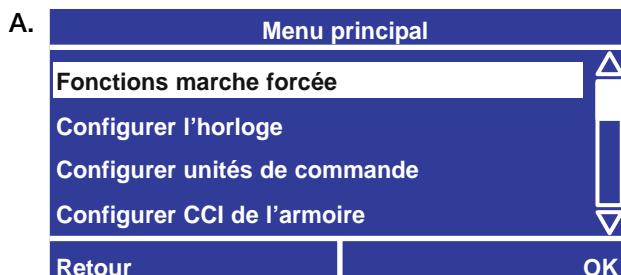 A.
Menu principal
Fonctions marche forcée
Configurer l’horloge
Configurer unités de commande
Configurer CCI de l’armoire
Retour OK